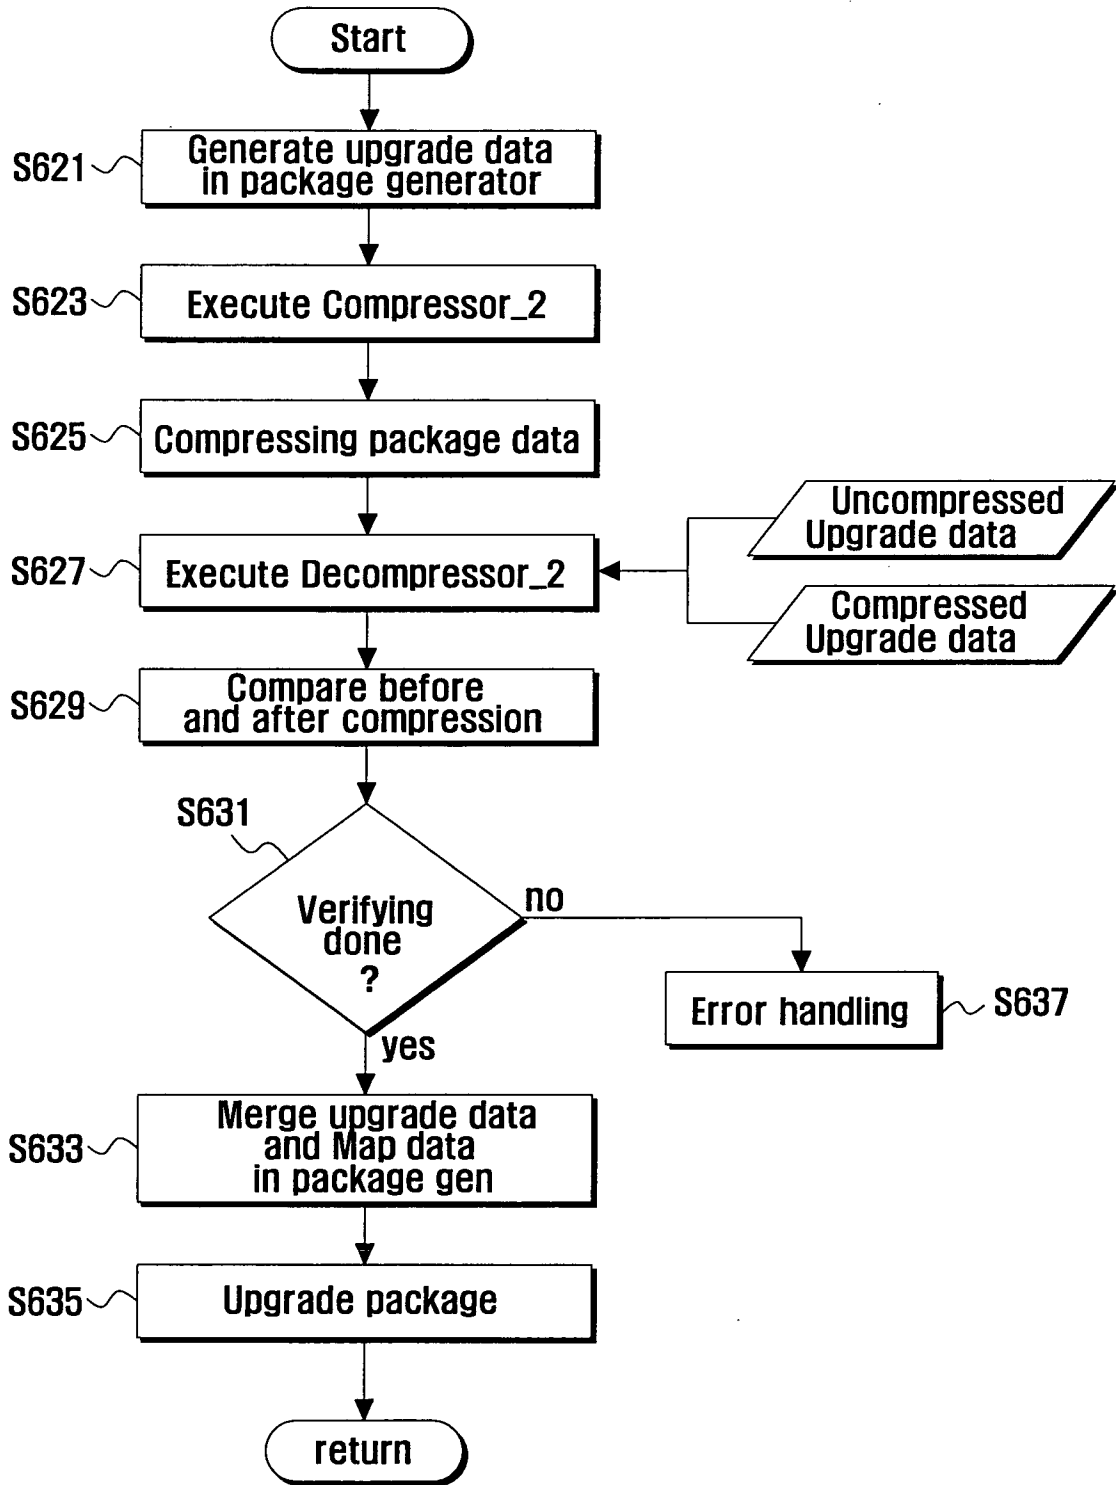 Start
S621
Generate upgrade data
in package generator
S623
Execute Compressor_2
S625
Compressing package data
Uncompressed
Upgrade data
S627
Execute Decompressor_2
Compressed
Upgrade data
S629
Compare before
and after compression
S631
Verifying
done
?
no
Error handling
S637
yes
S633
Merge upgrade data
and Map data
in package gen
S635
Upgrade package
return